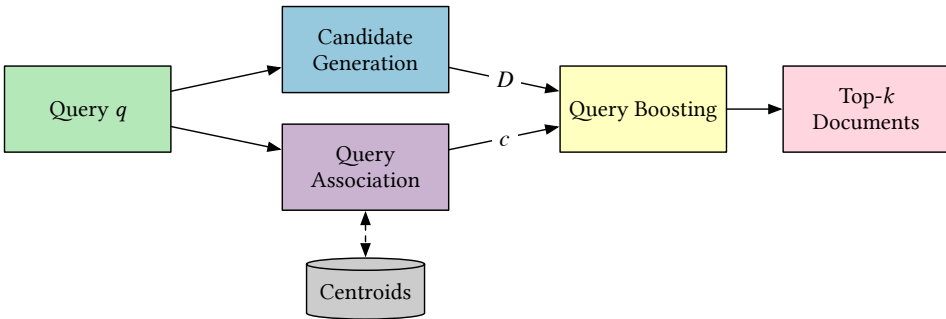 Query q
Candidate
Generation
D
Query
Association
c
Centroids
Query Boosting
Top-k
Documents